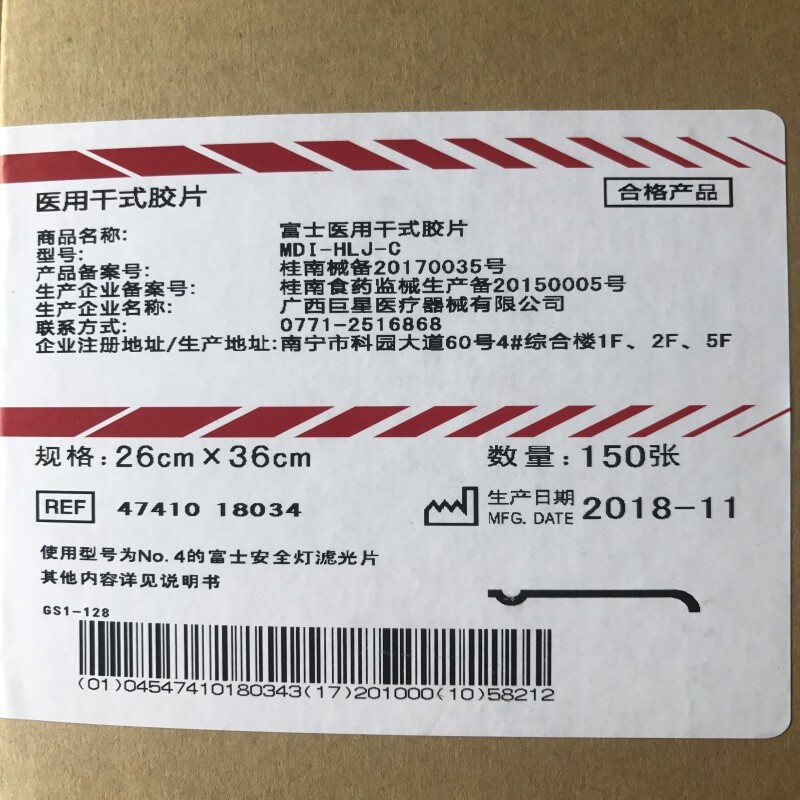 医用干式胶片
合格产品
商品名称: 富士医用干式胶片
型号: MDI-HLJ-C
产品备案号: 桂南械备20170035号
生产企业备案号: 桂南食药监械生产备20150005号
生产企业名称: 广西巨星医疗器械有限公司
联系方式: 0771-2516868
企业注册地址/生产地址:南宁市科园大道60号4#综合楼1F、2F、5F
规格:26cm×36cm 数量:150张
REF 47410 18034
生产日期 2018-11
MFG. DATE
使用型号为No.4的富士安全灯滤光片
其他内容详见说明书
GS1-128
(01)04547410180343(17)201000(10)58212